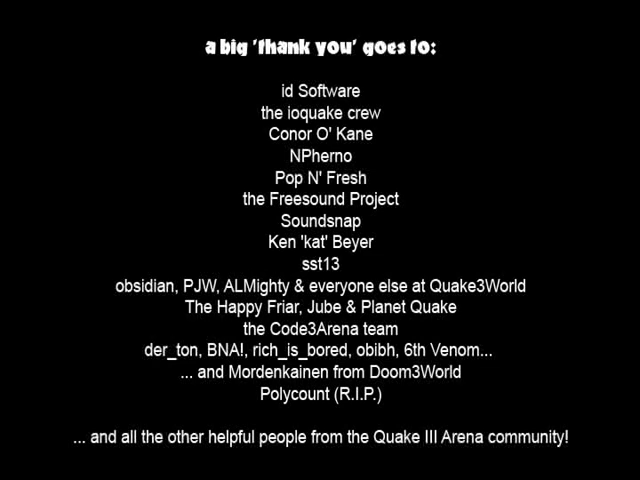 a big 'thank you' goes to:
id Software
the ioquake crew
Conor O' Kane
NPherno
Pop N' Fresh
the Freesound Project
Soundsnap
Ken 'kat' Beyer
sst13
obsidian, PJW, ALMighty & everyone else at Quake3World
The Happy Friar, Jube & Planet Quake
the Code3Arena team
der_ton, BNA!, rich_is_bored, obibh, 6th Venom...
... and Mordenkainen from Doom3World
Polycount (R.I.P.)
... and all the other helpful people from the Quake III Arena community!